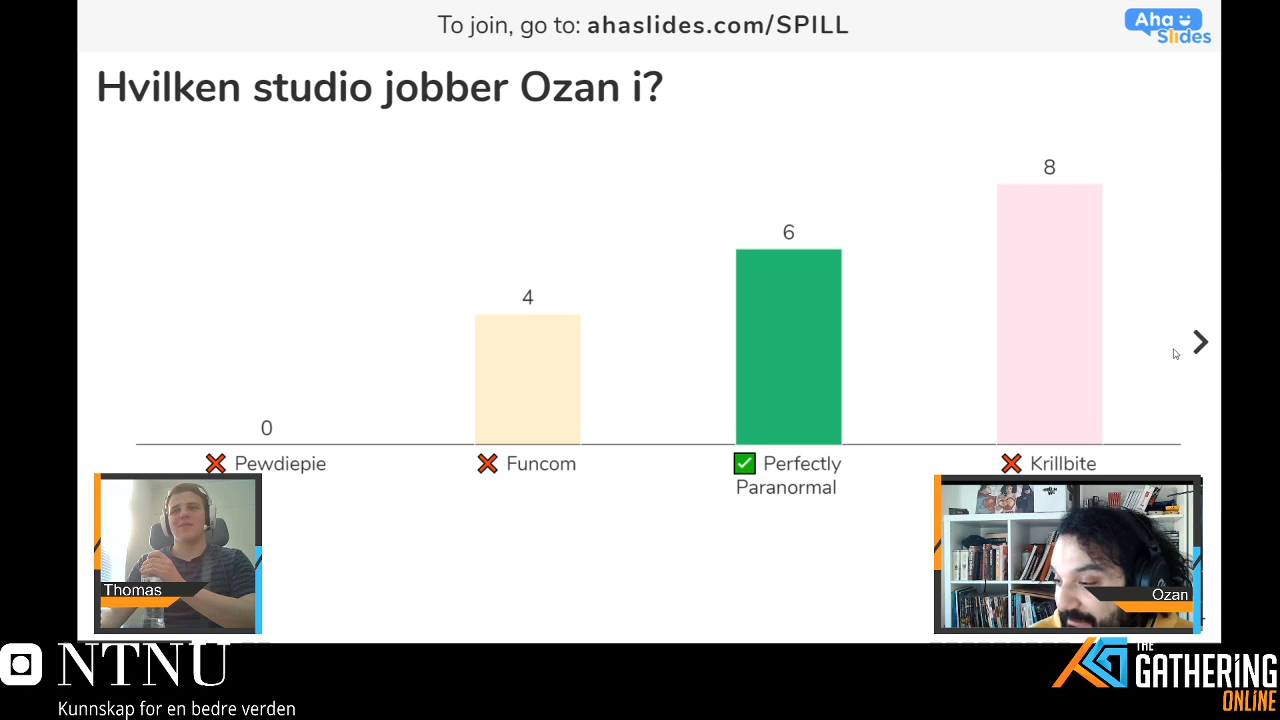 To join, go to: ahaslides.com/SPILL
Aha
Slides
Hvilken studio jobber Ozan i?
0
4
6
8
Pewdiepie
Funcom
Perfectly
Paranormal
Krillbite
Thomas
Ozan
NTNU
Kunnskap for en bedre verden
THE
GATHERING
ONLINE